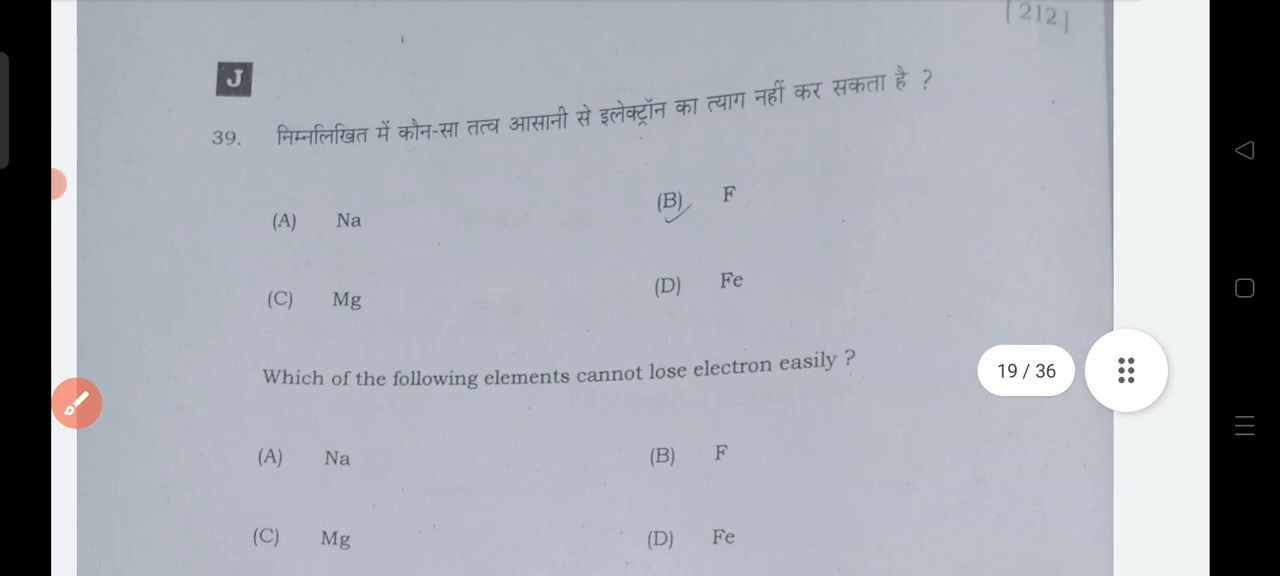 [212]
J
39. निम्नलिखित में कौन-सा तत्व आसानी से इलेक्ट्रॉन का त्याग नहीं कर सकता है ?
(A) Na (B) F
(C) Mg (D) Fe
19 / 36
Which of the following elements cannot lose electron easily ?
(A) Na (B) F
(C) Mg (D) Fe